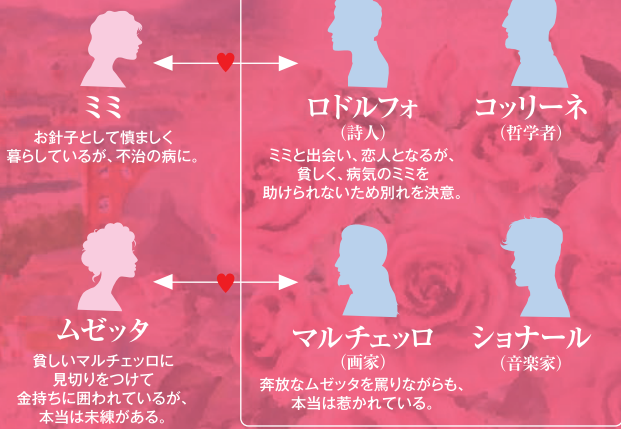 ミミ
お針子として慎ましく
暮らしているが、不治の病に。
ロドルフォ
(詩人)
ミミと出会い、恋人となるが、
貧しく、病気のミミを
助けられないため別れを決意。
コッリーネ
(哲学者)
ムゼッタ
貧しいマルチェッロに
見切りをつけて
金持ちに囲われているが、
本当は未練がある。
マルチェッロ
(画家)
奔放なムゼッタを罵りながらも、
本当は惹かれている。
ショナール
(音楽家)